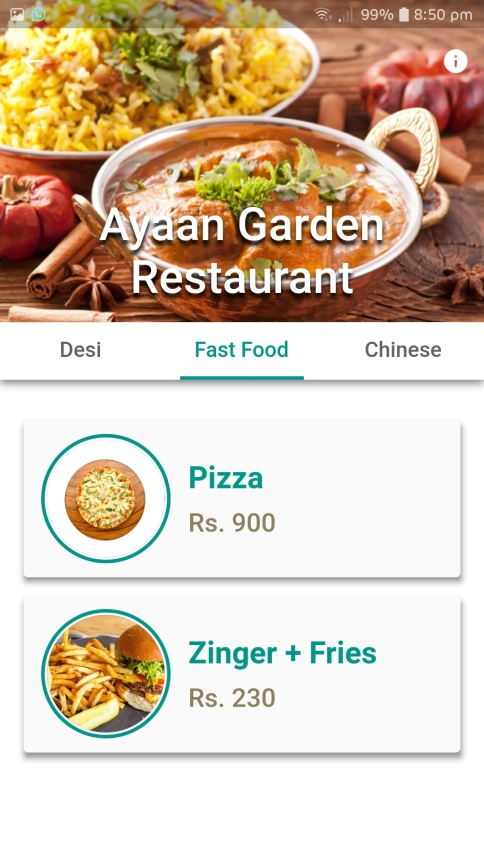 99% 8:50 pm
Ayaan Garden
Restaurant
Desi Fast Food Chinese
Pizza
Rs. 900
Zinger + Fries
Rs. 230